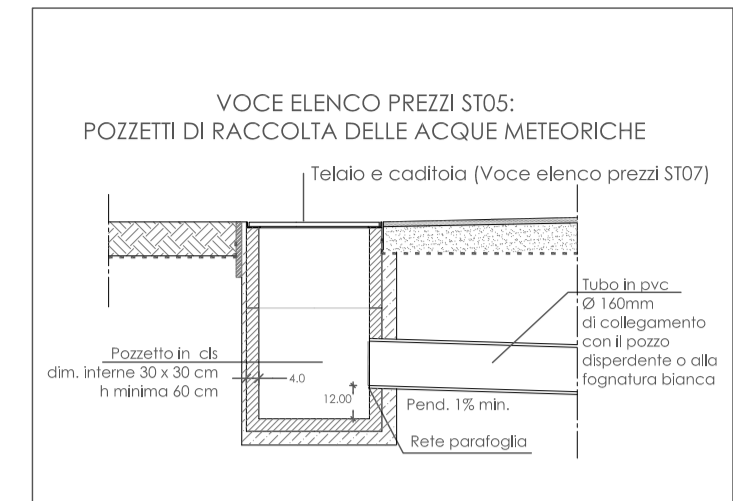 VOCE ELENCO PREZZI ST05:
POZZETTI DI RACCOLTA DELLE ACQUE METEORICHE
Telaio e caditoia (Voce elenco prezzi ST07)
Tubo in pvc
Ø 160mm
di collegamento
con il pozzo
disperdente o alla
fognatura bianca
Pozzetto in cls
dim. interne 30 x 30 cm
h minima 60 cm
4.0
12.00
Pend. 1% min.
Rete parafoglia